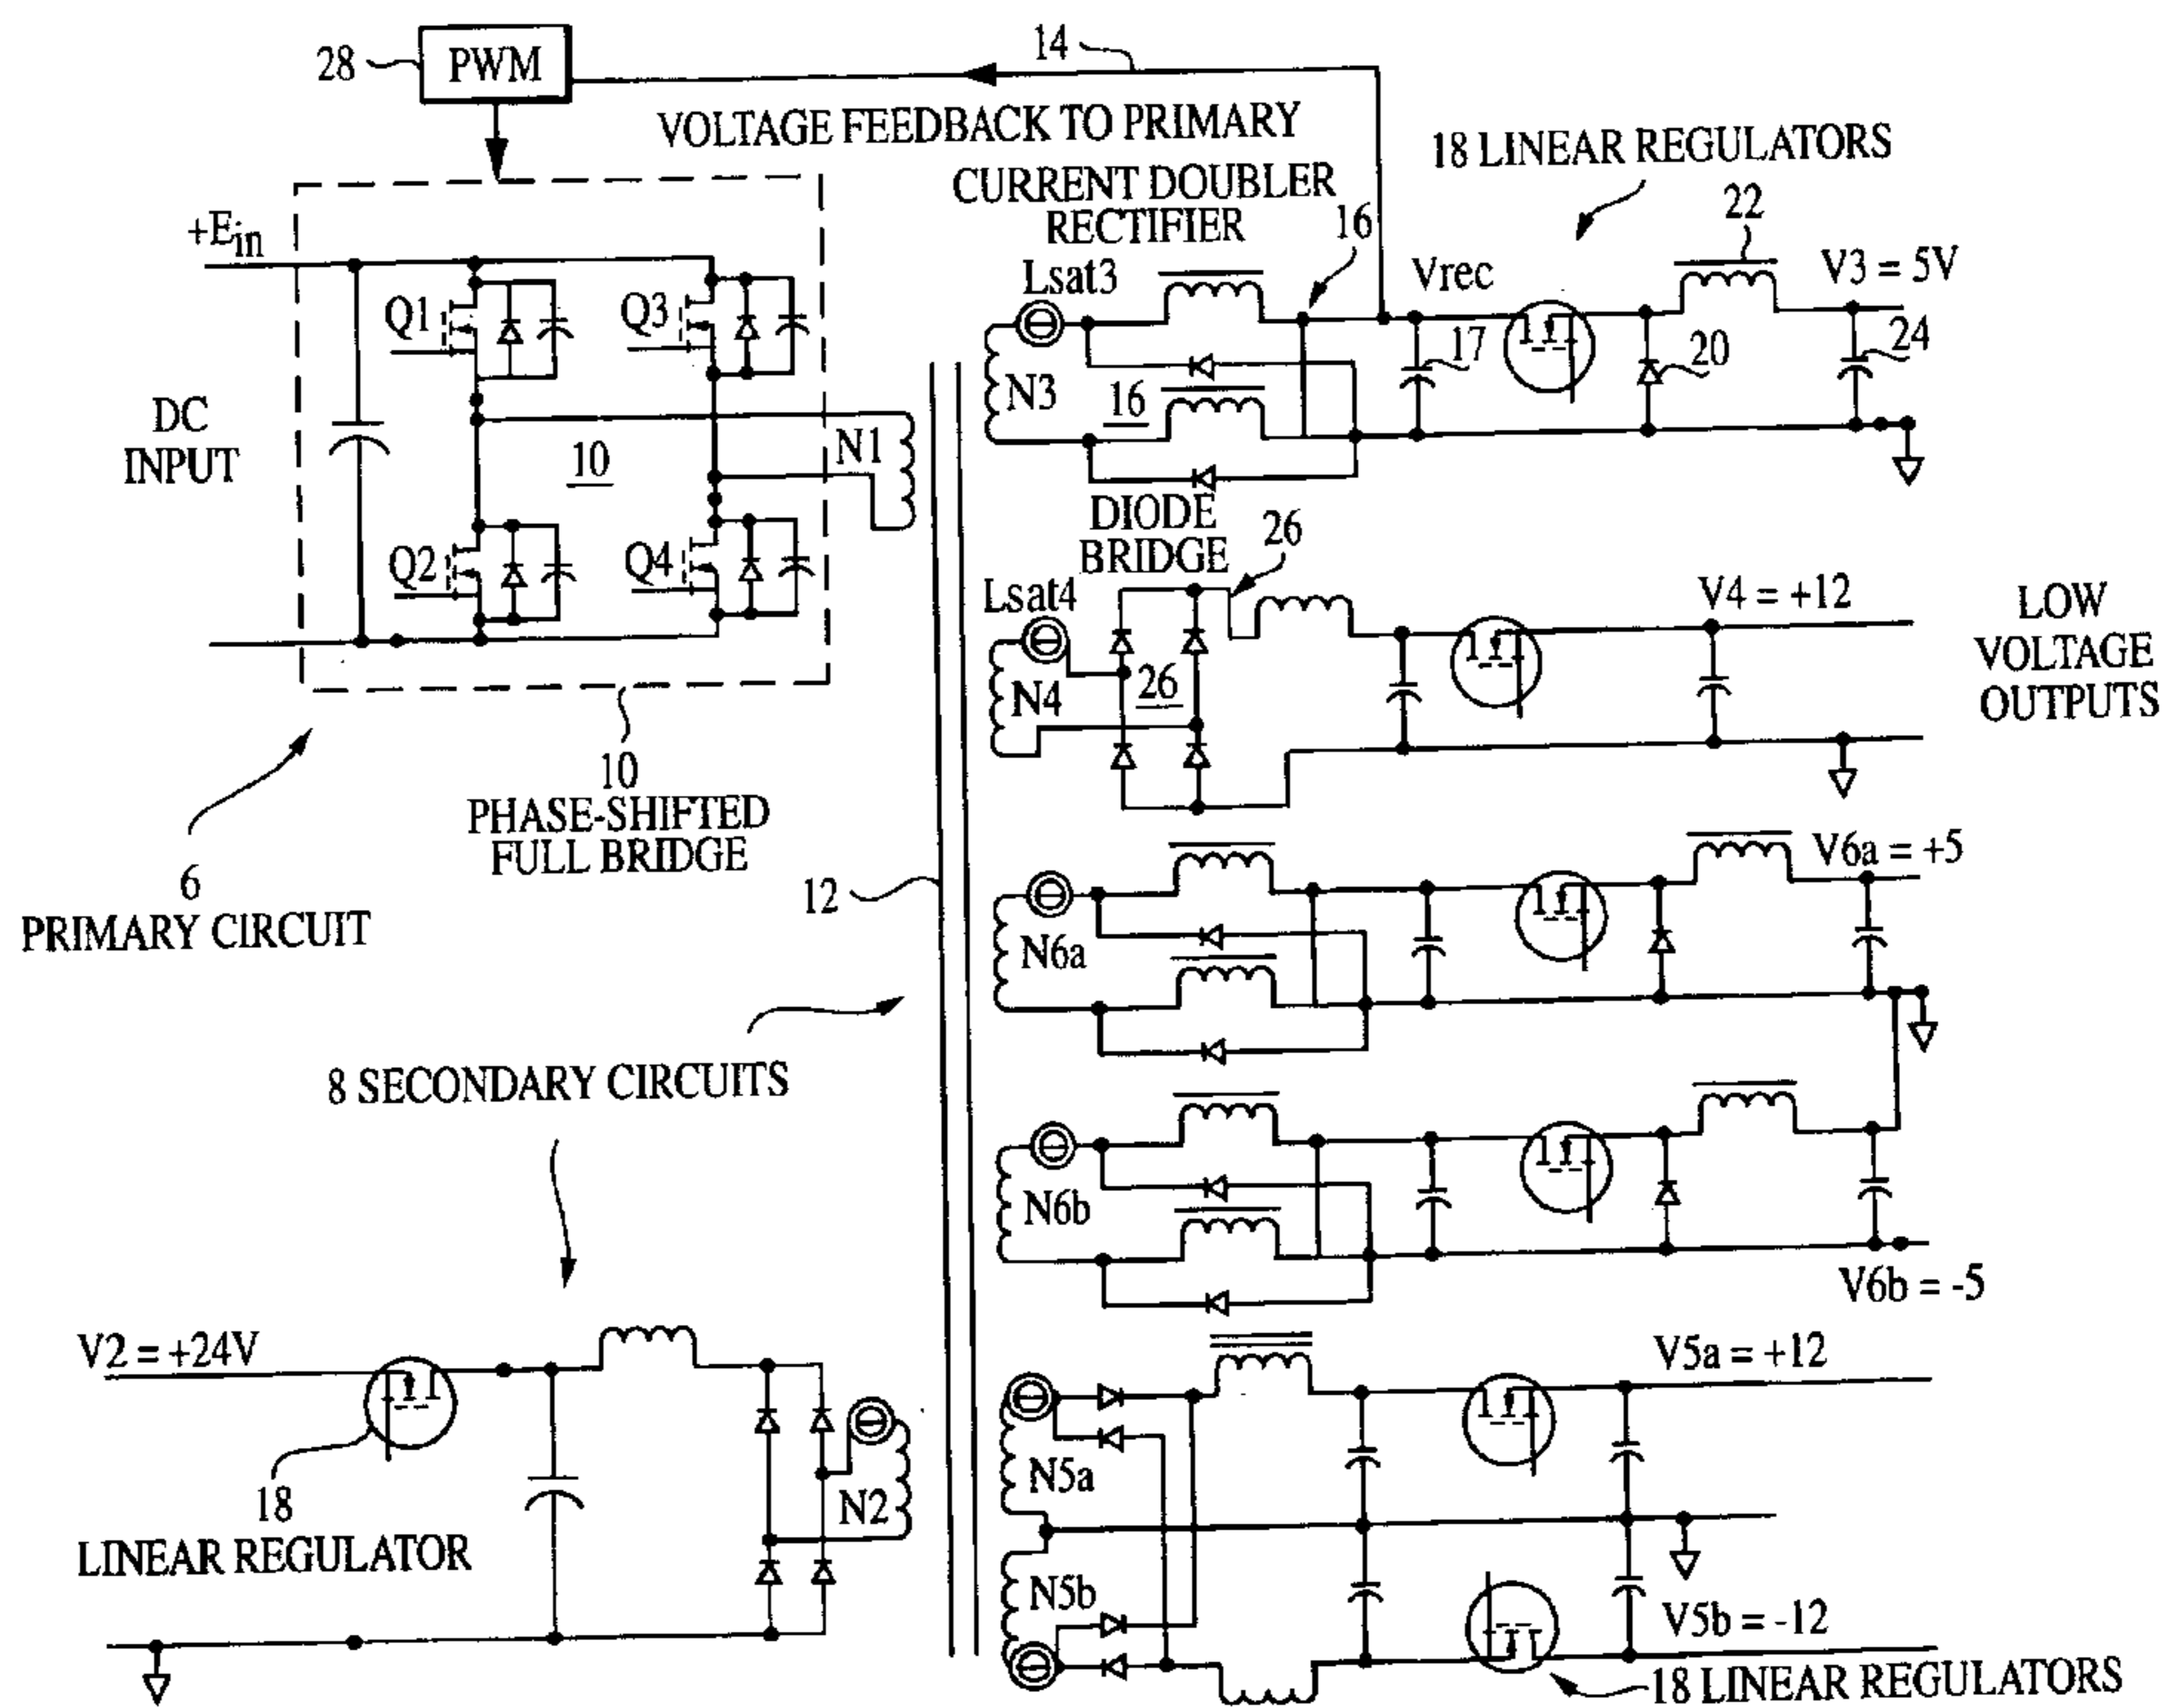 28
PWM
14
VOLTAGE FEEDBACK TO PRIMARY
18 LINEAR REGULATORS
CURRENT DOUBLER
RECTIFIER
16
22
+Ein
Lsat3
Vrec
V3 = 5V
Q1
Q3
17
20
24
DC
INPUT
10
N1
N3
16
Q2
Q4
DIODE
BRIDGE
26
Lsat4
V4 = +12
LOW
VOLTAGE
OUTPUTS
N4
26
10
PHASE-SHIFTED
FULL BRIDGE
6
PRIMARY CIRCUIT
12
V6a = +5
N6a
8 SECONDARY CIRCUITS
N6b
V6b = -5
V2 = +24V
V5a = +12
N5a
18
LINEAR REGULATOR
N2
N5b
V5b = -12
18 LINEAR REGULATORS